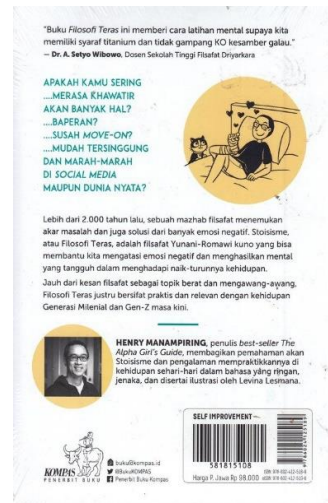 "Buku Filosofi Teras ini memberi cara latihan mental supaya kita
memiliki syaraf titanium dan tidak gampang KO kesamber galau."
— Dr. A. Setyo Wibowo, Dosen Sekolah Tinggi Filsafat Driyarkara
APAKAH KAMU SERING
....MERASA KHAWATIR
AKAN BANYAK HAL?
....BAPERAN?
....SUSAH MOVE-ON?
....MUDAH TERSINGGUNG
DAN MARAH-MARAH
DI SOCIAL MEDIA
MAUPUN DUNIA NYATA?
Lebih dari 2.000 tahun lalu, sebuah mazhab filsafat menemukan
akar masalah dan juga solusi dari banyak emosi negatif. Stoisisme,
atau Filosofi Teras, adalah filsafat Yunani-Romawi kuno yang bisa
membantu kita mengatasi emosi negatif dan menghasilkan mental
yang tangguh dalam menghadapi naik-turunnya kehidupan.
Jauh dari kesan filsafat sebagai topik berat dan mengawang-awang,
Filosofi Teras justru bersifat praktis dan relevan dengan kehidupan
Generasi Milenial dan Gen-Z masa kini.
HENRY MANAMPIRING, penulis best-seller The
Alpha Girl's Guide, membagikan pemahaman akan
Stoisisme dan pengalaman mempraktikkannya di
kehidupan sehari-hari dalam bahasa yang ringan,
jenaka, dan disertai ilustrasi oleh Levina Lesmana.
KOMPAS
PENERBIT BUKU
buku@kompas.id
@BukuKOMPAS
Penerbit Buku Kompas
SELF IMPROVEMENT
581815108
Harga P. Jawa Rp 98.000